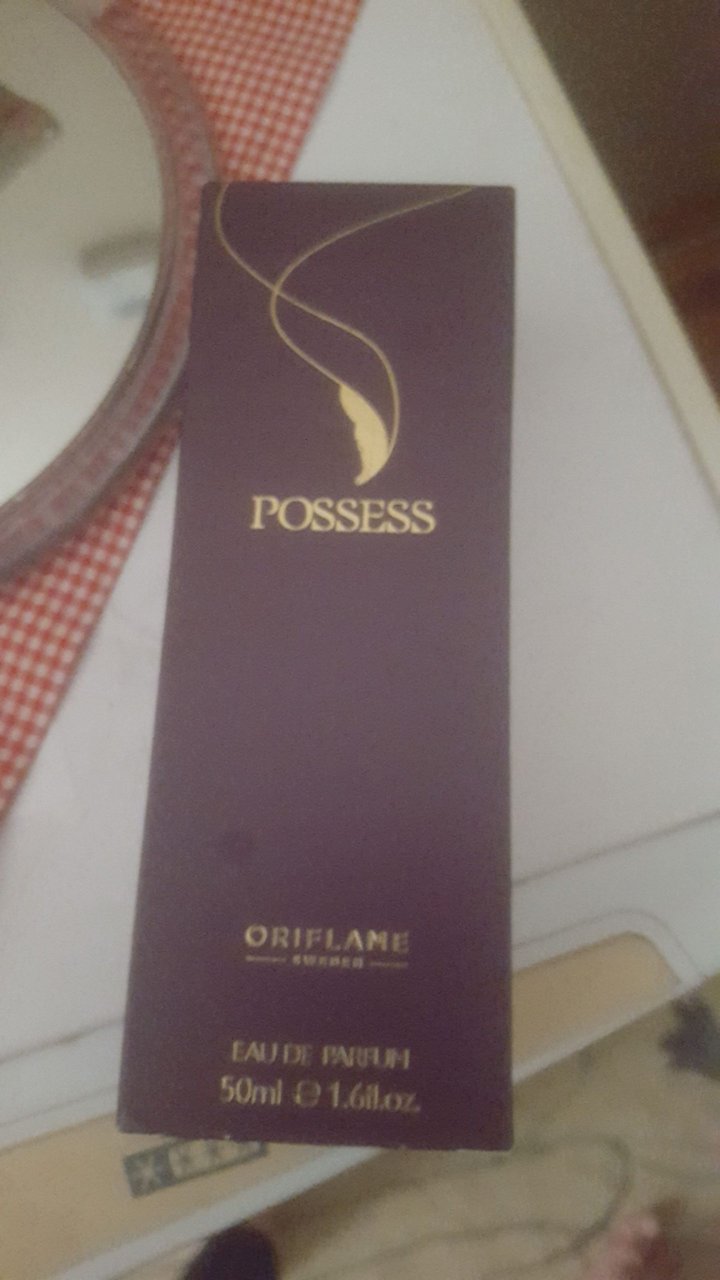 POSSESS
ORIFLAME
SWEDEN
EAU DE PARFUM
50ml ℮ 1.6fl.oz.